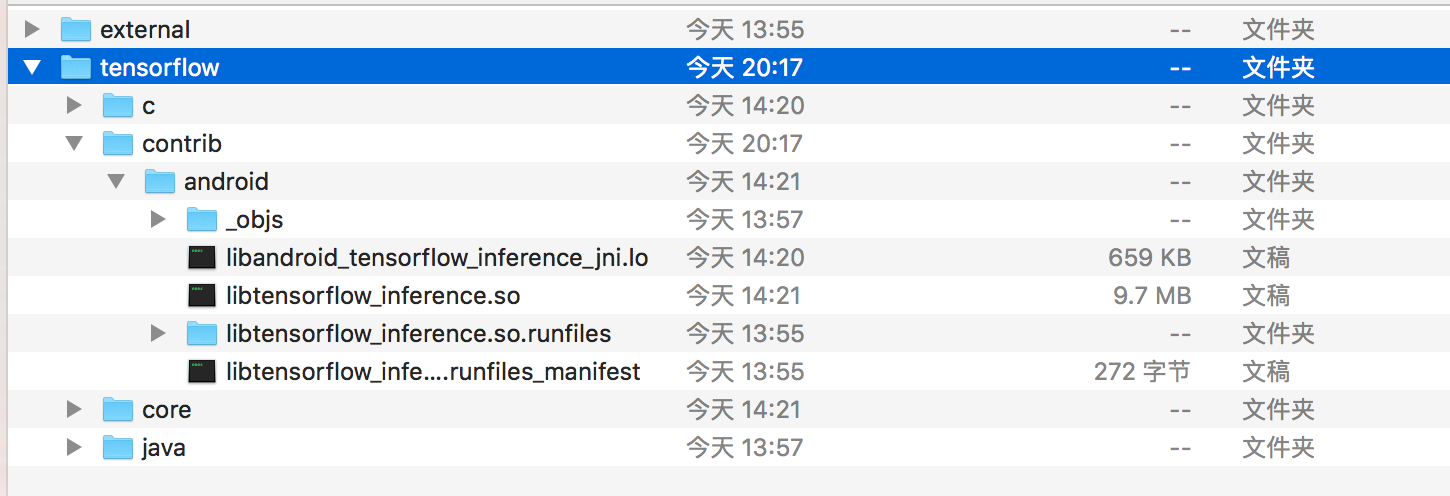 external 今天 13:55 -- 文件夹
tensorflow 今天 20:17 -- 文件夹
c 今天 14:20 -- 文件夹
contrib 今天 20:17 -- 文件夹
android 今天 14:21 -- 文件夹
_objs 今天 13:57 -- 文件夹
libandroid_tensorflow_inference_jni.lo 今天 14:20 659 KB 文稿
libtensorflow_inference.so 今天 14:21 9.7 MB 文稿
libtensorflow_inference.so.runfiles 今天 13:55 -- 文件夹
libtensorflow_infe….runfiles_manifest 今天 13:55 272 字节 文稿
core 今天 14:21 -- 文件夹
java 今天 13:57 -- 文件夹